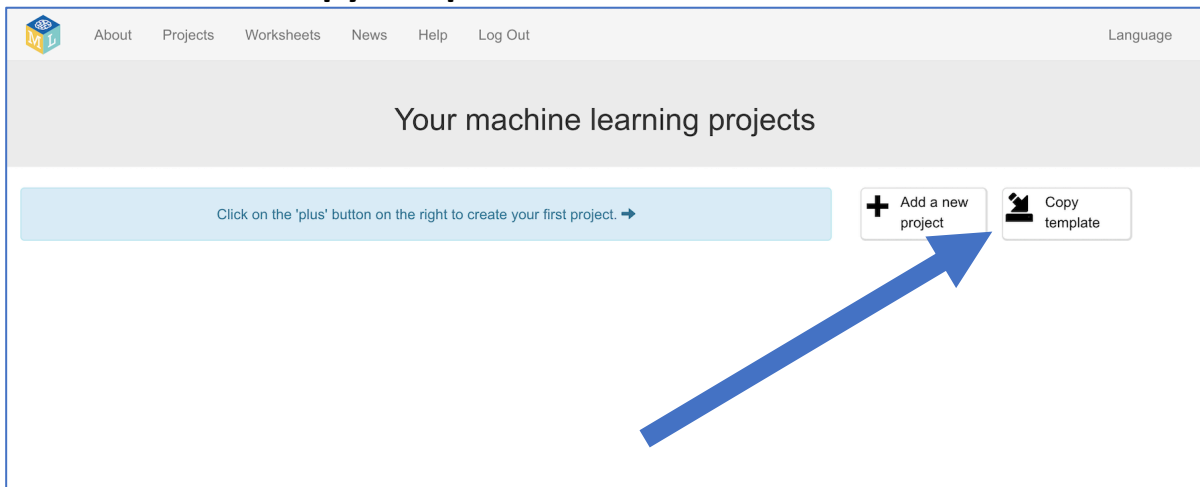 About Projects Worksheets News Help Log Out Language
Your machine learning projects
Click on the 'plus' button on the right to create your first project.
Add a new
project
Copy
template